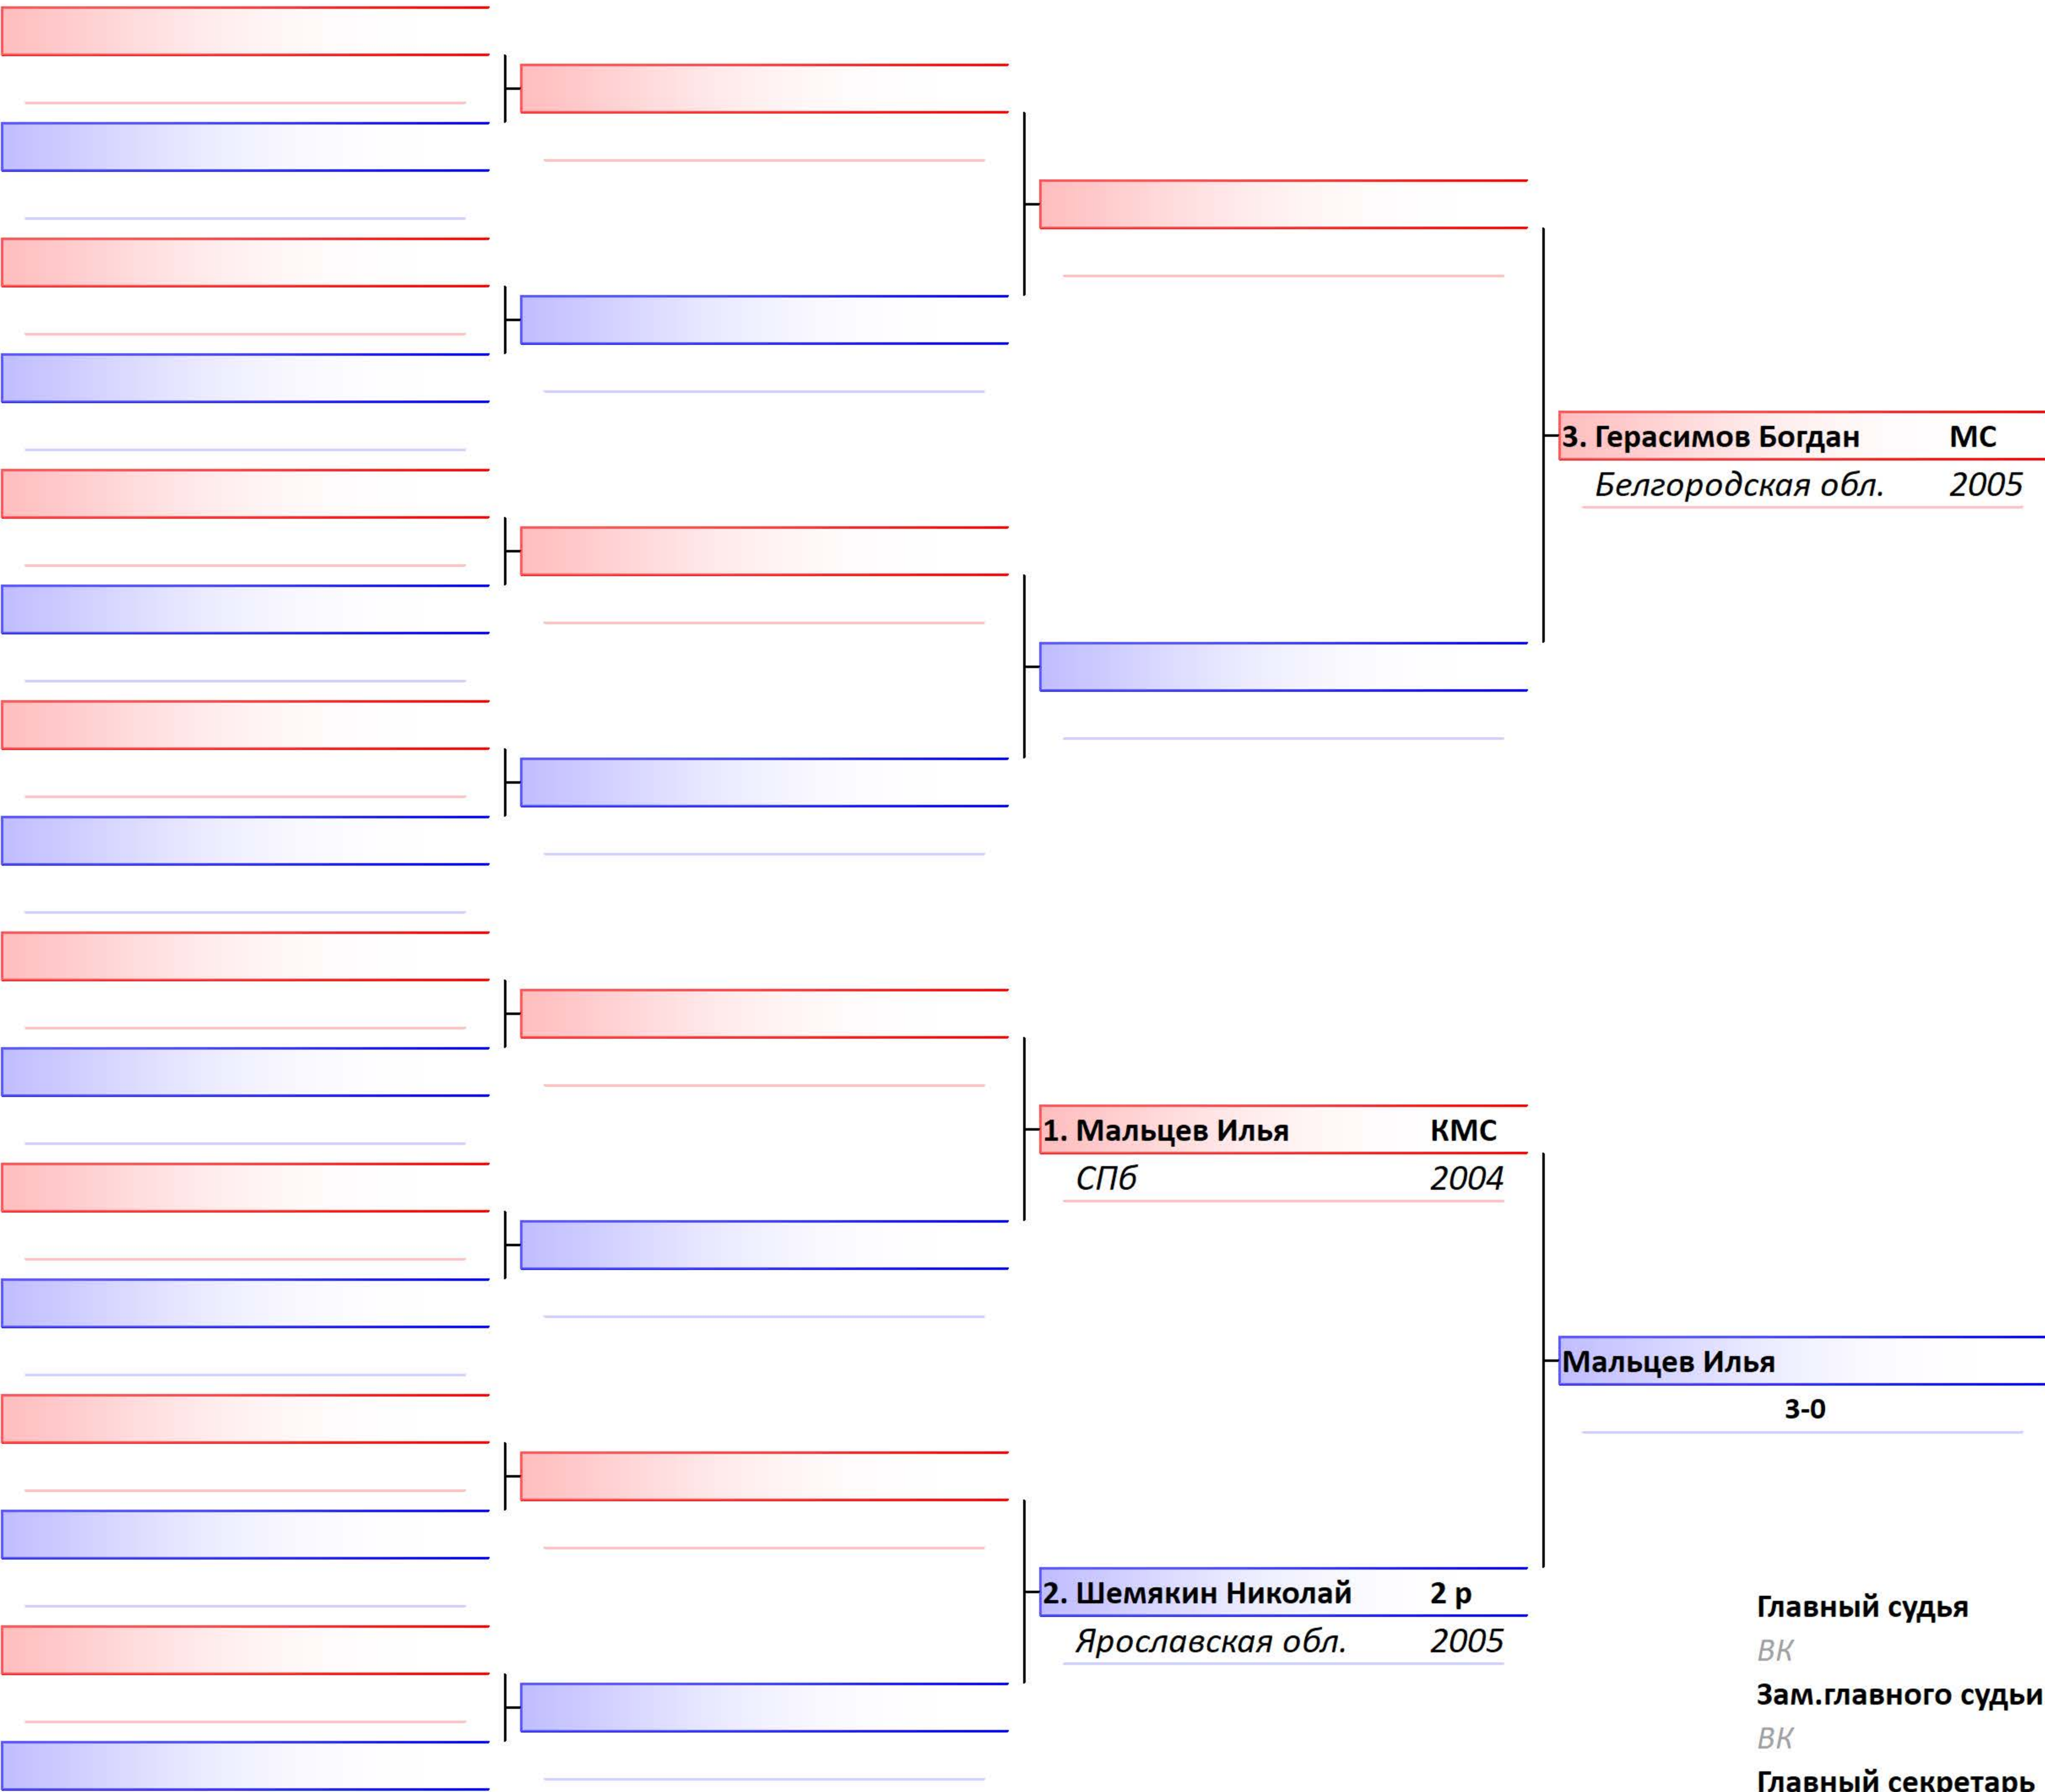 3. Герасимов Богдан МС
Белгородская обл. 2005
1. Мальцев Илья КМС
СПб 2004
Мальцев Илья
3-0
2. Шемякин Николай 2 р
Ярославская обл. 2005
Главный судья
ВК
Зам.главного судьи
ВК
Главный секретарь